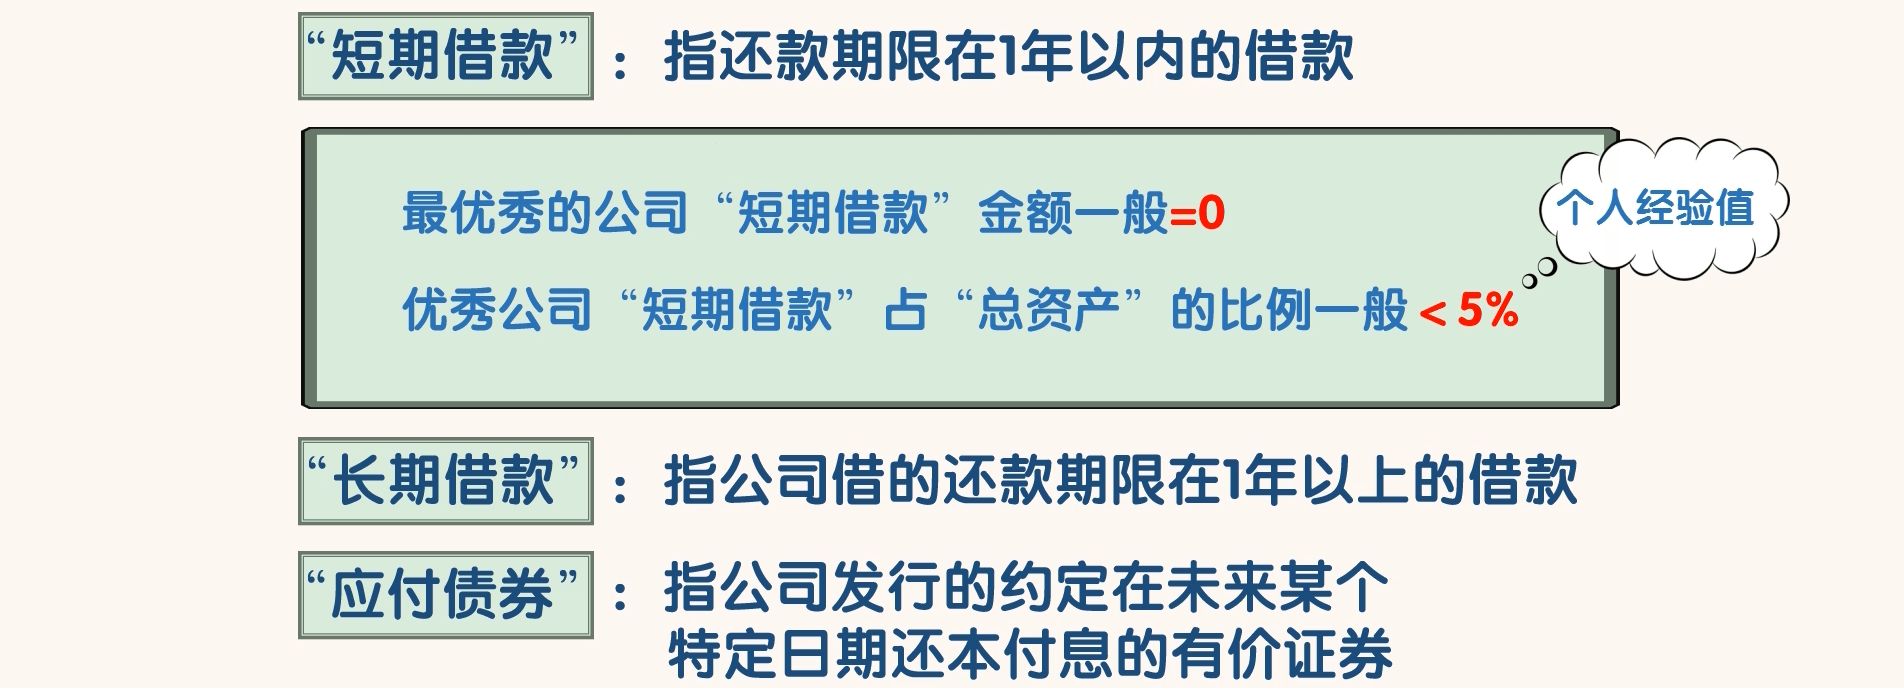 “短期借款”：指还款期限在1年以内的借款
最优秀的公司“短期借款”金额一般=0
个人经验值
优秀公司“短期借款”占“总资产”的比例一般＜5%
“长期借款”：指公司借的还款期限在1年以上的借款
“应付债券”：指公司发行的约定在未来某个
特定日期还本付息的有价证券